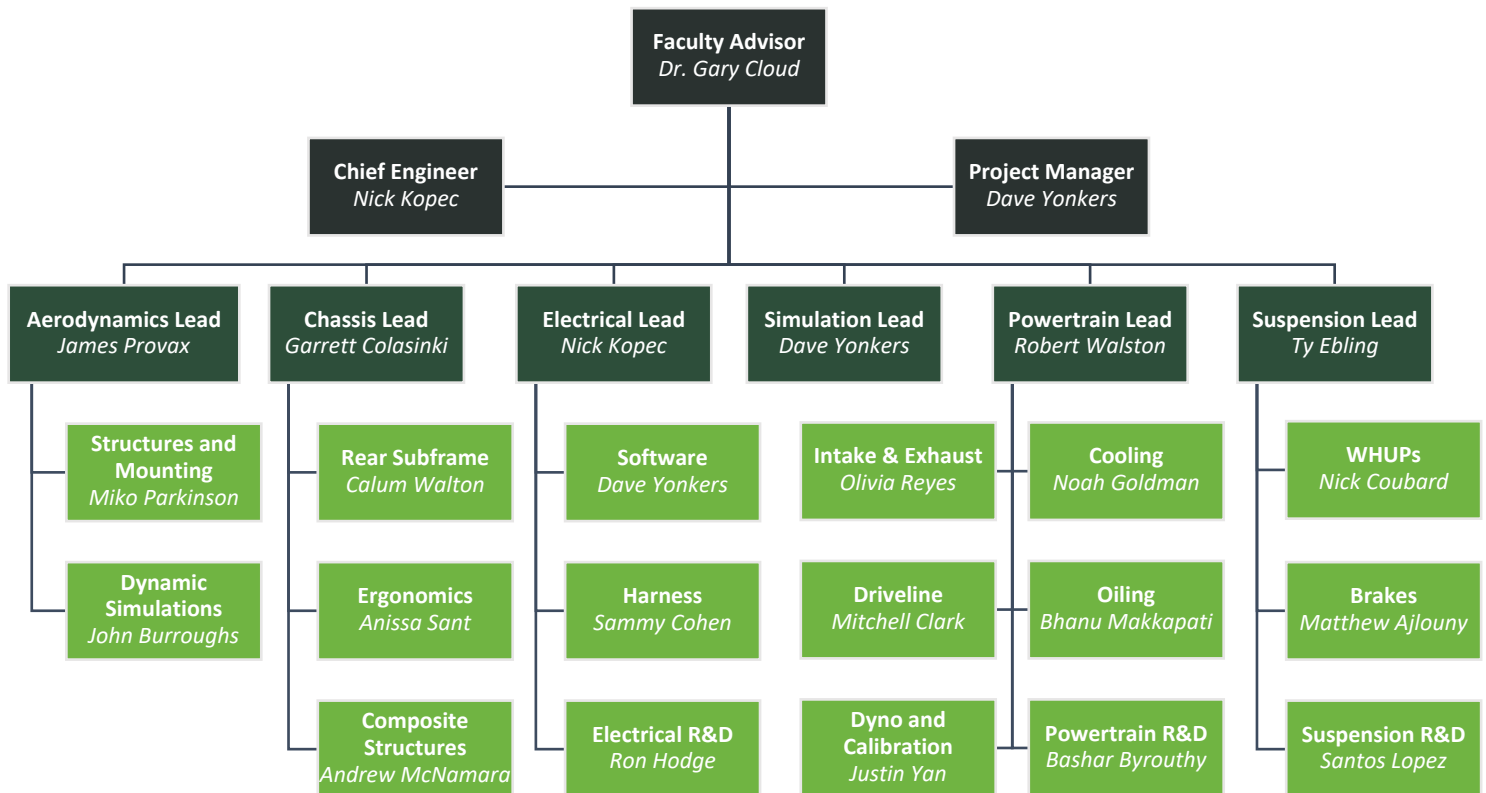 Faculty Advisor
Dr. Gary Cloud
Chief Engineer
Nick Kopec
Project Manager
Dave Yonkers
Aerodynamics Lead
James Provax
Chassis Lead
Garrett Colasinki
Electrical Lead
Nick Kopec
Simulation Lead
Dave Yonkers
Powertrain Lead
Robert Walston
Suspension Lead
Ty Ebling
Structures and
Mounting
Miko Parkinson
Rear Subframe
Calum Walton
Software
Dave Yonkers
Intake & Exhaust
Olivia Reyes
Cooling
Noah Goldman
WHUPs
Nick Coubard
Dynamic
Simulations
John Burroughs
Ergonomics
Anissa Sant
Harness
Sammy Cohen
Driveline
Mitchell Clark
Oiling
Bhanu Makkapati
Brakes
Matthew Ajlouny
Composite
Structures
Andrew McNamara
Electrical R&D
Ron Hodge
Dyno and
Calibration
Justin Yan
Powertrain R&D
Bashar Byrouthy
Suspension R&D
Santos Lopez